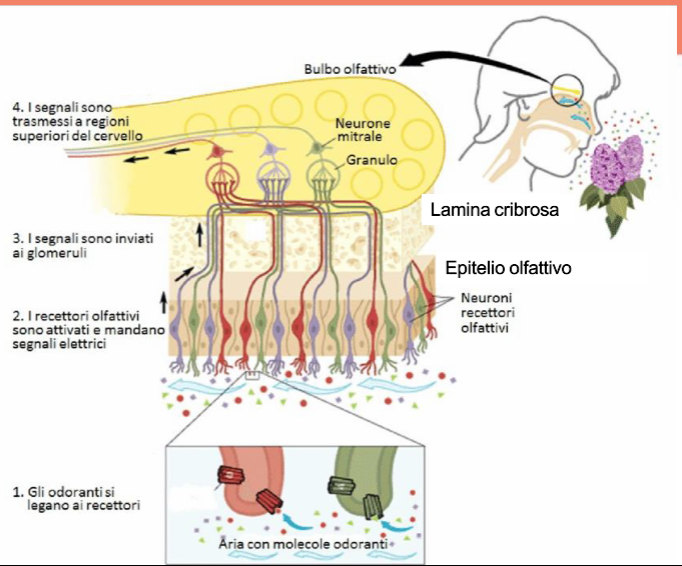 Bulbo olfattivo
4. I segnali sono
trasmessi a regioni
superiori del cervello
Neurone
mitrale
Granulo
Lamina cribrosa
3. I segnali sono inviati
ai glomeruli
Epitelio olfattivo
Neuroni
recettori
olfattivi
2. I recettori olfattivi
sono attivati e mandano
segnali elettrici
1. Gli odoranti si
legano ai recettori
Aria con molecole odoranti